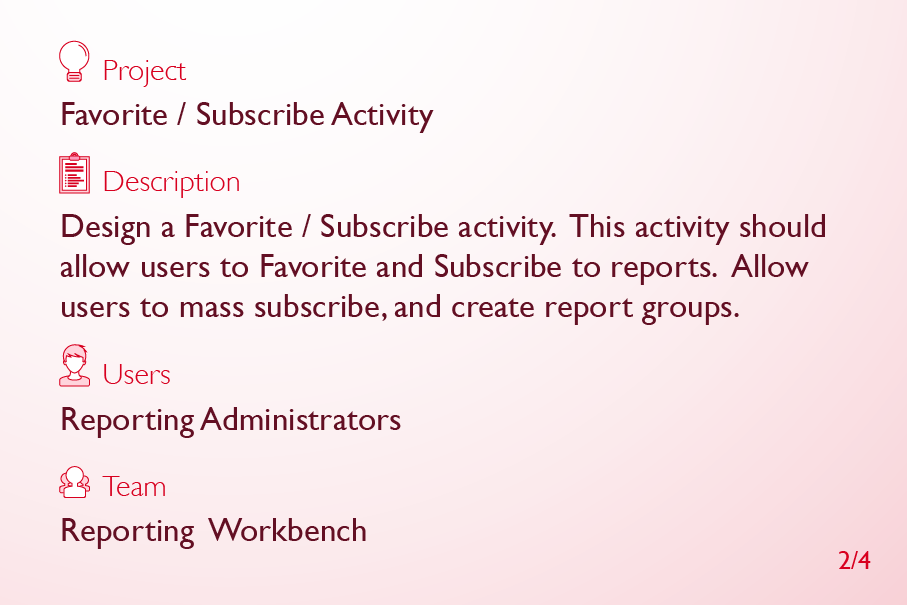 Project
Favorite / Subscribe Activity
Description
Design a Favorite / Subscribe activity. This activity should
allow users to Favorite and Subscribe to reports. Allow
users to mass subscribe, and create report groups.
Users
Reporting Administrators
Team
Reporting Workbench
2/4